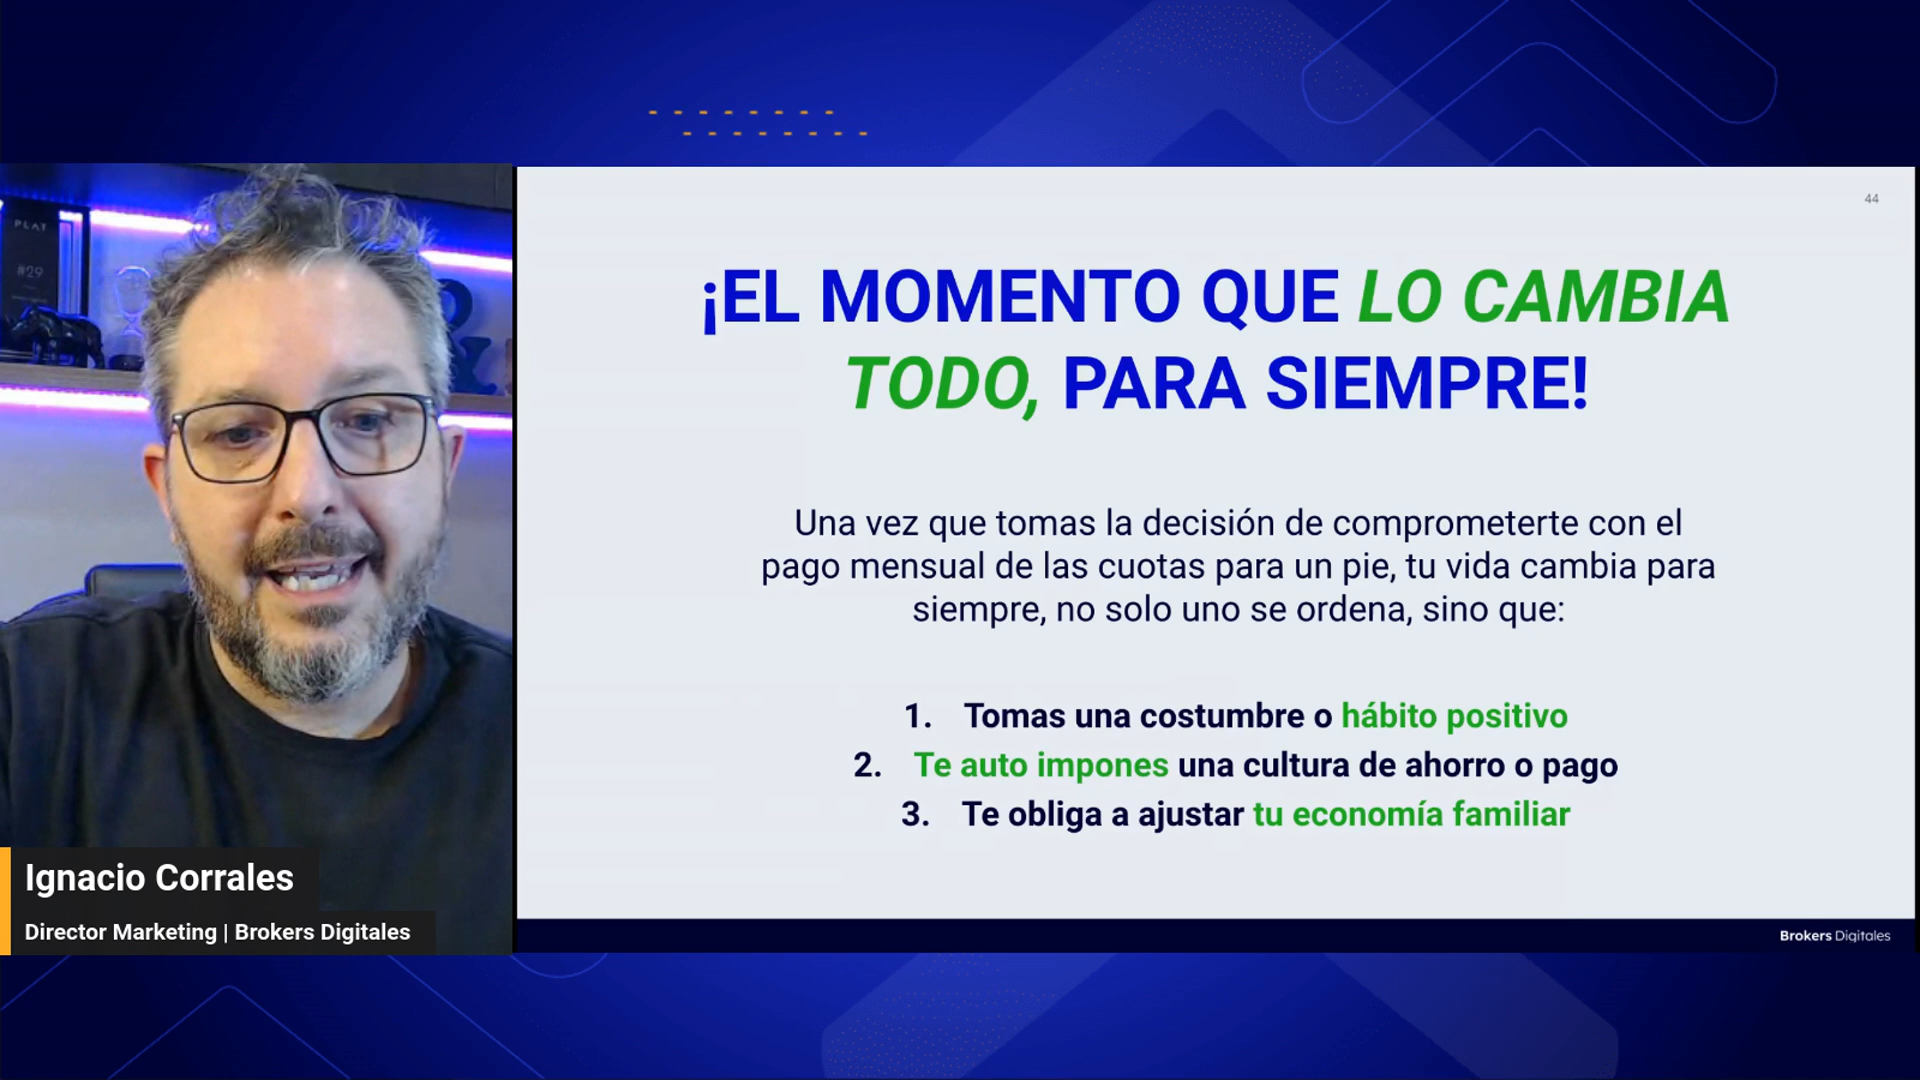 PLAT
#29
44
¡EL MOMENTO QUE LO CAMBIA
TODO, PARA SIEMPRE!
Una vez que tomas la decisión de comprometerte con el
pago mensual de las cuotas para un pie, tu vida cambia para
siempre, no solo uno se ordena, sino que:
1. Tomas una costumbre o hábito positivo
2. Te auto impones una cultura de ahorro o pago
3. Te obliga a ajustar tu economía familiar
Ignacio Corrales
Director Marketing | Brokers Digitales
Brokers Digitales